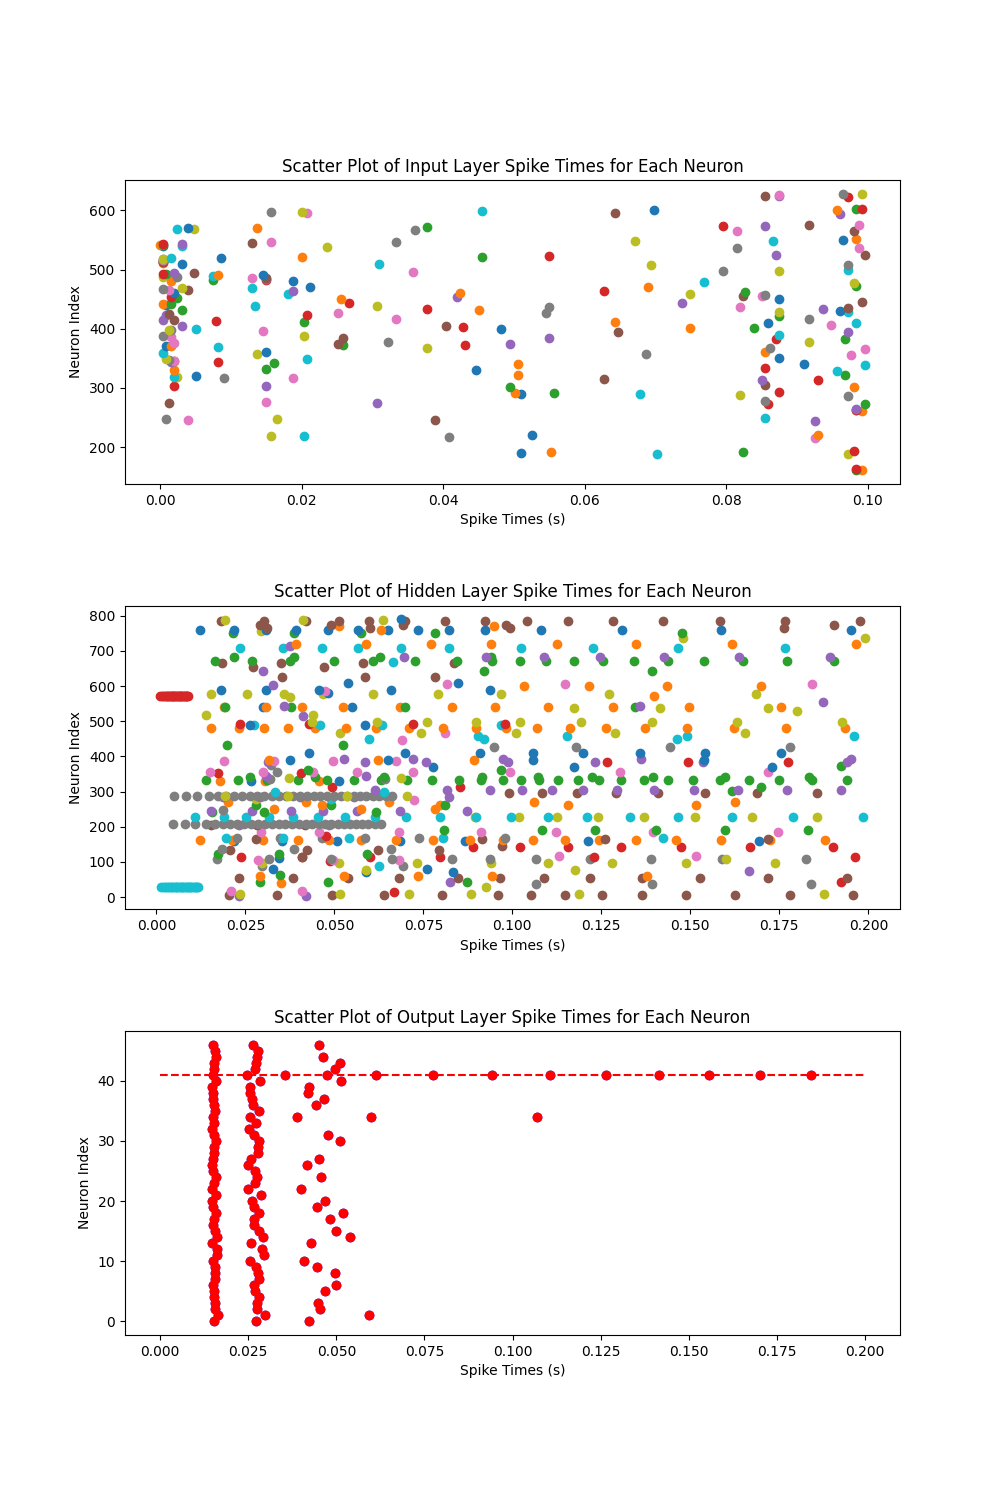 Scatter Plot of Input Layer Spike Times for Each Neuron
Neuron Index
600
500
400
300
200
0.00 0.02 0.04 0.06 0.08 0.10
Spike Times (s)
Scatter Plot of Hidden Layer Spike Times for Each Neuron
Neuron Index
800
700
600
500
400
300
200
100
0
0.000 0.025 0.050 0.075 0.100 0.125 0.150 0.175 0.200
Spike Times (s)
Scatter Plot of Output Layer Spike Times for Each Neuron
Neuron Index
40
30
20
10
0
0.000 0.025 0.050 0.075 0.100 0.125 0.150 0.175 0.200
Spike Times (s)